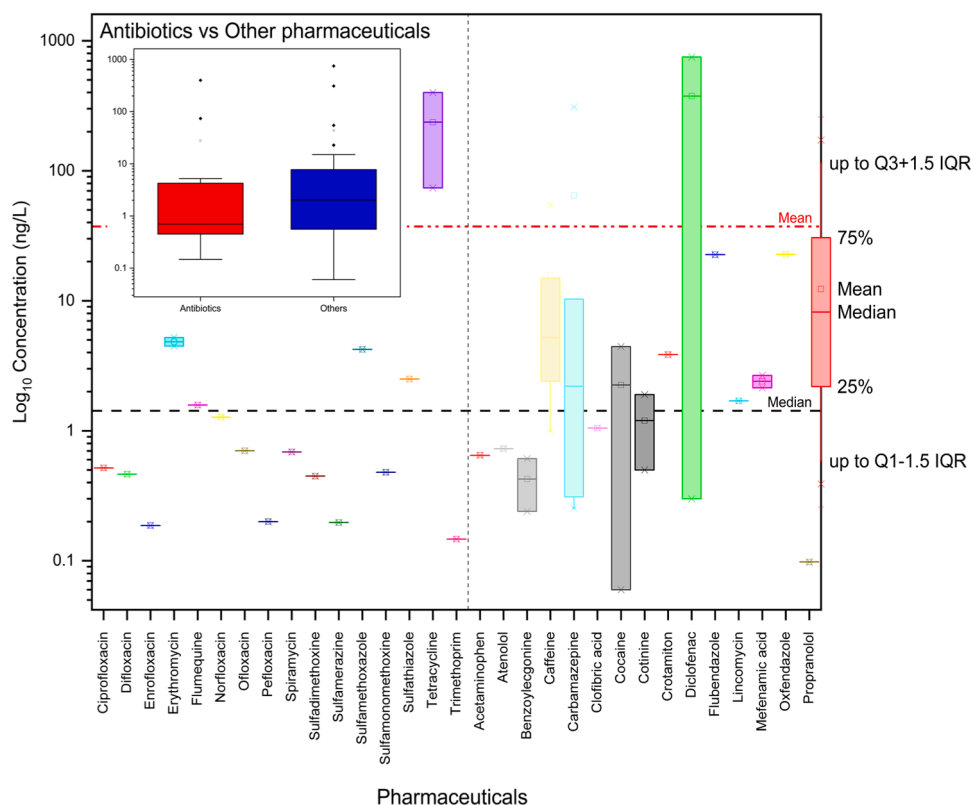 Antibiotics vs Other pharmaceuticals
1000
100
10
1
0.1
Antibiotics
Others
1000
100
10
1
0.1
Log10 Concentration (ng/L)
Mean
Median
up to Q3+1.5 IQR
75%
Mean
Median
25%
up to Q1-1.5 IQR
Ciprofloxacin
Difloxacin
Enrofloxacin
Erythromycin
Flumequine
Norfloxacin
Ofloxacin
Pefloxacin
Spiramycin
Sulfadimethoxine
Sulfamerazine
Sulfamethoxazole
Sulfamonomethoxine
Sulfathiazole
Tetracycline
Trimethoprim
Acetaminophen
Atenolol
Benzoylecgonine
Caffeine
Carbamazepine
Clofibric acid
Cocaine
Cotinine
Crotamiton
Diclofenac
Flubendazole
Lincomycin
Mefenamic acid
Oxfendazole
Propranolol
Pharmaceuticals